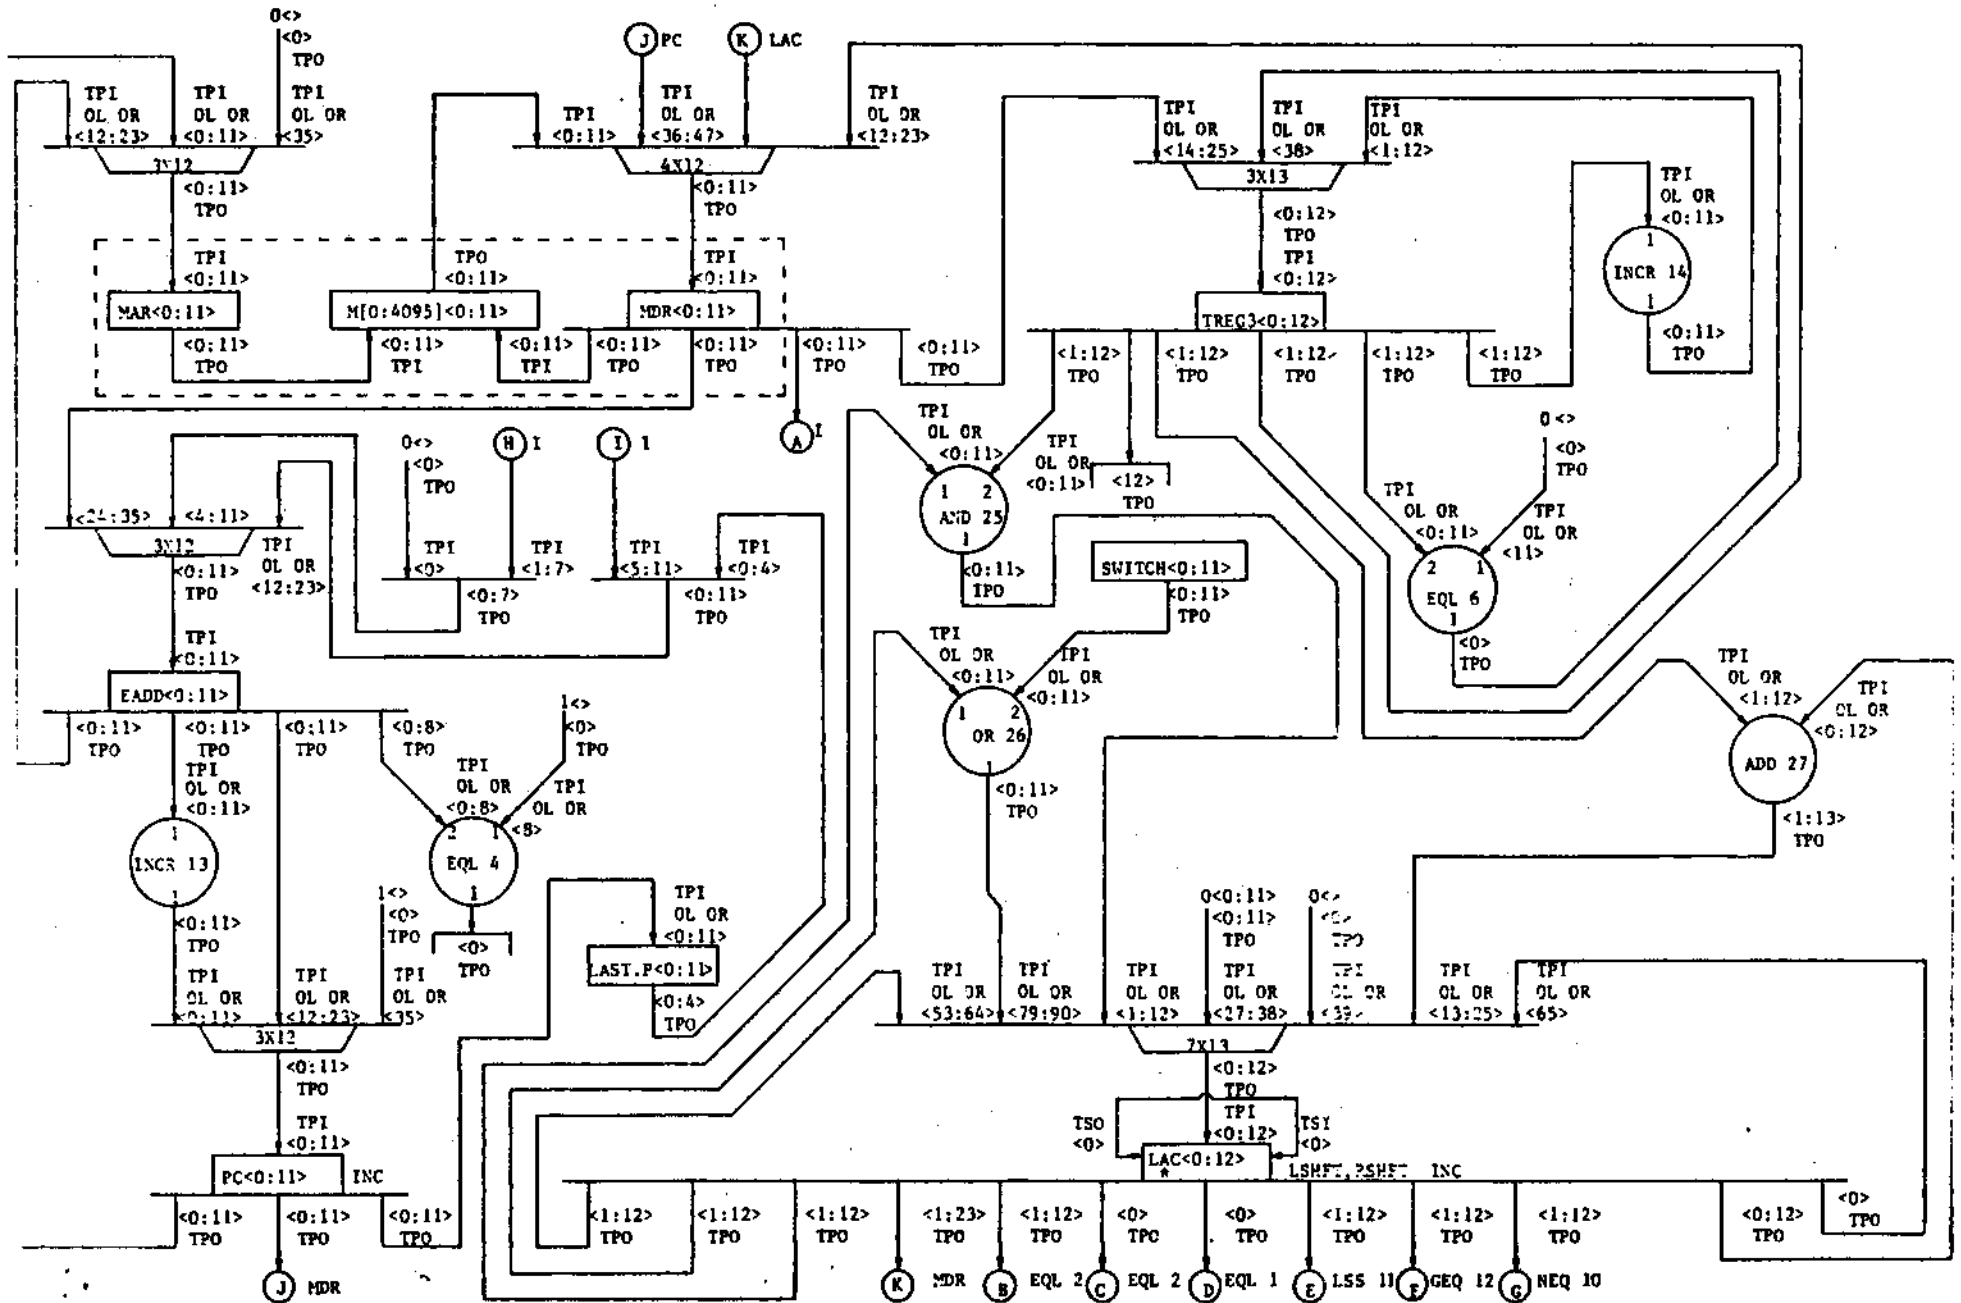 0<>
<0>
TPO
J PC
K LAC
TPI
OL OR
<12:23>
TPI
OL OR
<0:11>
TPI
OL OR
<35>
TPI
<0:11>
TPI
OL OR
<36:47>
TPI
OL OR
<12:23>
TPI
OL OR
<14:25>
TPI
OL OR
<38>
TPI
OL OR
<1:12>
3X12
<0:11>
TPO
4X12
<0:11>
TPO
3X13
<0:12>
TPO
TPI
OL OR
<0:11>
1
INCR 14
1
<0:11>
TPO
TPI
<0:11>
TPO
<0:11>
TPI
<0:11>
TPI
<0:12>
MAR<0:11>
M[0:4095]<0:11>
MDR<0:11>
TREG3<0:12>
<0:11>
TPO
<0:11>
TPI
<0:11>
TPI
<0:11>
TPO
<0:11>
TPO
<0:11>
TPO
<0:11>
TPO
<1:12>
TPO
<1:12>
TPO
<1:12>
TPO
<1:12>
TPO
<1:12>
TPO
A I
0<>
<0>
TPO
H I
I 1
TPI
OL OR
<0:11>
TPI
OL OR
<0:11>
<12>
TPO
1 2
AND 25
1
<0:11>
TPO
0<>
<0>
TPO
TPI
OL OR
<0:11>
TPI
OL OR
<11>
2 1
EQL 6
1
<0>
TPO
<24:35>
<4:11>
TPI
OL OR
<12:23>
3X12
<0:11>
TPO
TPI
<0>
TPI
<1:7>
TPI
<5:11>
TPI
<0:4>
<0:7>
TPO
<0:11>
TPO
SWITCH<0:11>
<0:11>
TPO
TPI
<0:11>
EADD<0:11>
TPI
OL OR
<0:11>
TPI
OL OR
<0:11>
1 2
OR 26
1
<0:11>
TPO
TPI
OL OR
<1:12>
TPI
OL OR
<0:12>
ADD 27
<1:13>
TPO
<0:11>
TPO
<0:11>
TPO
<0:11>
TPO
<0:8>
TPO
1<>
<0>
TPO
TPI
OL OR
<0:11>
TPI
OL OR
<0:8>
TPI
OL OR
<8>
1
INCR 13
1
<0:11>
TPO
2 1
EQL 4
1
<0>
TPO
1<>
<0>
TPO
TPI
OL OR
<0:11>
LAST.P<0:11>
<0:4>
TPO
0<0:11>
<0:11>
TPO
TPI
OL OR
<0:11>
TPI
OL OR
<12:23>
TPI
OL OR
<35>
3X12
<0:11>
TPO
TPI
OL OR
<53:64>
TPI
OL OR
<79:90>
TPI
OL OR
<1:12>
TPI
OL OR
<27:38>
TPI
OL OR
TPI
OL OR
<13:25>
TPI
OL OR
<65>
7X13
<0:12>
TPO
TPI
<0:11>
PC<0:11> INC
TSO
<0>
TPI
<0:12>
TSI
<0>
LAC<0:12>
*
LSHFT,RSHFT INC
<0:11>
TPO
<0:11>
TPO
<0:11>
TPO
<1:12>
TPO
<1:12>
TPO
<1:12>
TPO
<1:23>
TPO
<1:12>
TPO
<0>
TPO
<0>
TPO
<1:12>
TPO
<1:12>
TPO
<1:12>
TPO
<0:12>
TPO
<0>
TPO
J MDR
K MDR
B EQL 2
C EQL 2
D EQL 1
E LSS 11
F GEQ 12
G NEQ 10